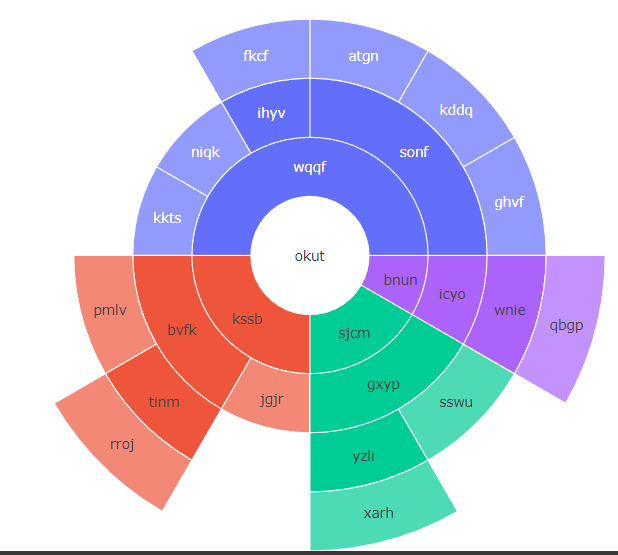 fkcf
atgn
kddq
ihyv
niqk
sonf
wqqf
kkts
ghvf
okut
bnun
icyo
wnie
qbgp
pmlv
bvfk
kssb
sjcm
gxyp
jgjr
tinm
sswu
rroj
yzli
xarh